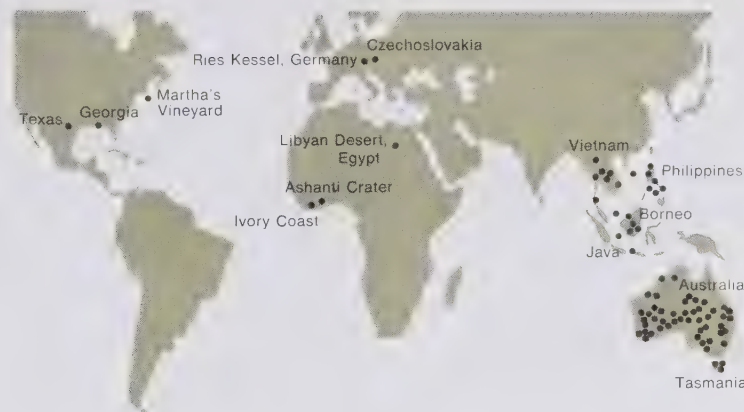 Czechoslovakia
Ries Kessel, Germany
Martha's
Vineyard
Texas
Georgia
Libyan Desert,
Egypt
Vietnam
Philippines
Ashanti Crater
Ivory Coast
Borneo
Java
Australia
Tasmania